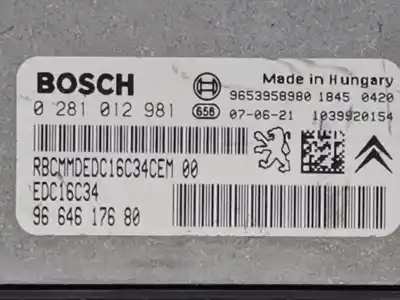 BOSCH
Made in Hungary
9653958980 1845 0420
0 281 012 981
658 07-06-21 1039920154
RBCMMDEDC16C34CEM 00
EDC16C34
96 646 176 80